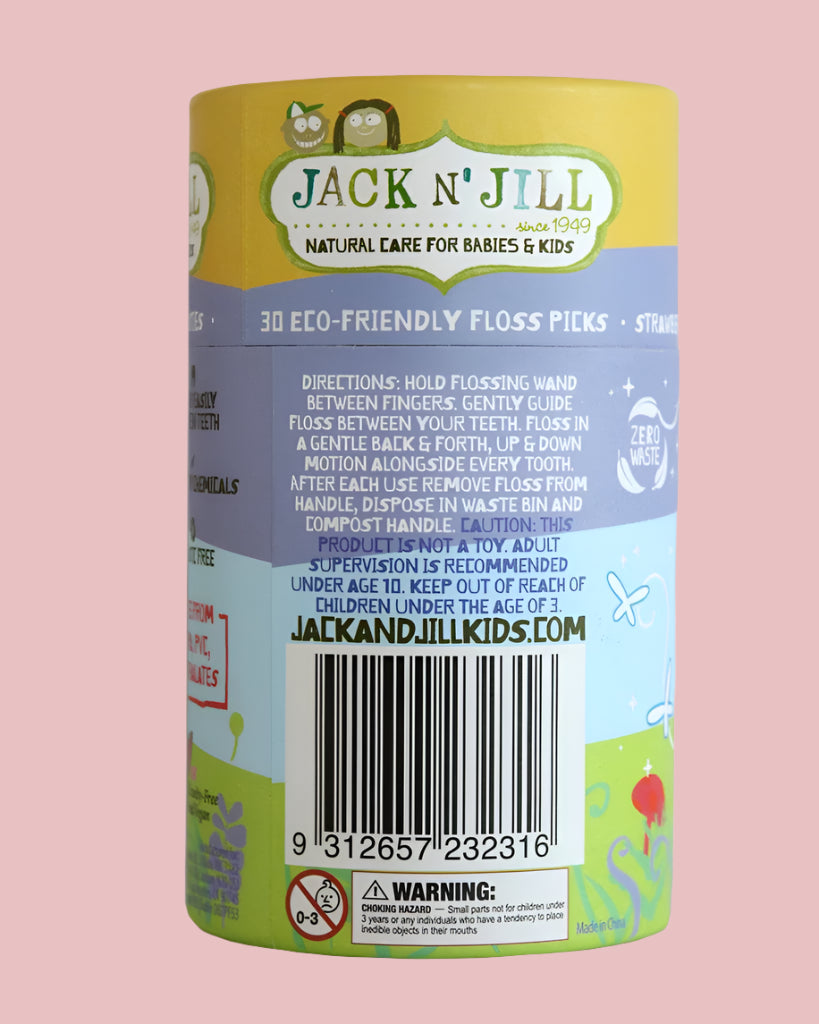 JACK N' JILL
since 1949
NATURAL CARE FOR BABIES & KIDS
30 ECO-FRIENDLY FLOSS PICKS ·
DIRECTIONS: HOLD FLOSSING WAND
BETWEEN FINGERS. GENTLY GUIDE
FLOSS BETWEEN YOUR TEETH. FLOSS IN
A GENTLE BACK & FORTH, UP & DOWN
MOTION ALONGSIDE EVERY TOOTH.
AFTER EACH USE REMOVE FLOSS FROM
HANDLE, DISPOSE IN WASTE BIN AND
COMPOST HANDLE. CAUTION: THIS
PRODUCT IS NOT A TOY. ADULT
SUPERVISION IS RECOMMENDED
UNDER AGE 10. KEEP OUT OF REACH OF
CHILDREN UNDER THE AGE OF 3.
JACKANDJILLKIDS.COM
9 312657 232316
0-3
WARNING:
CHOKING HAZARD — Small parts not for children under
3 years or any individuals who have a tendency to place
inedible objects in their mouths
Made in China
ZERO
WASTE
TEETH
CHEMICALS
FREE
FROM
PVC,